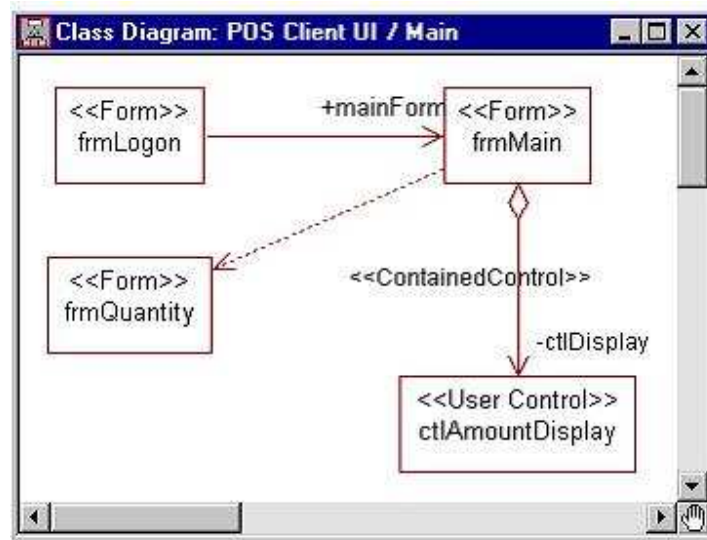 Class Diagram: POS Client UI / Main
<<Form>>
frmLogon
+mainForm
<<Form>>
frmMain
<<Form>>
frmQuantity
<<ContainedControl>>
-ctlDisplay
<<User Control>>
ctlAmountDisplay